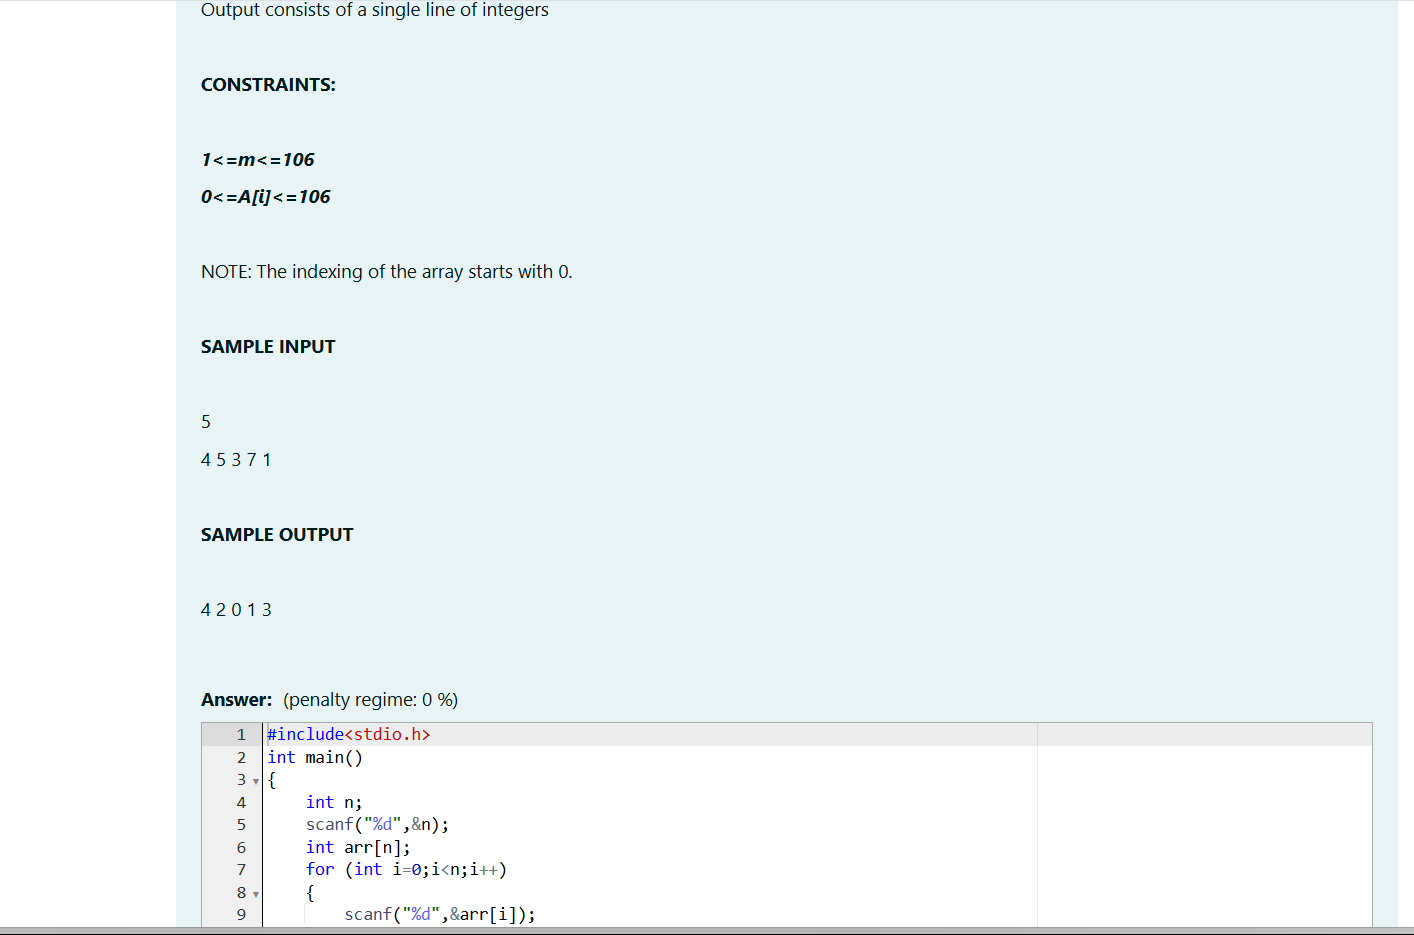 Output consists of a single line of integers
CONSTRAINTS:
1<=m<=106
0<=A[i]<=106
NOTE: The indexing of the array starts with 0.
SAMPLE INPUT
5
4 5 3 7 1
SAMPLE OUTPUT
4 2 0 1 3
Answer: (penalty regime: 0 %)
1 #include<stdio.h>
2 int main()
3 {
4 int n;
5 scanf("%d",&n);
6 int arr[n];
7 for (int i=0;i<n;i++)
8 {
9 scanf("%d",&arr[i]);